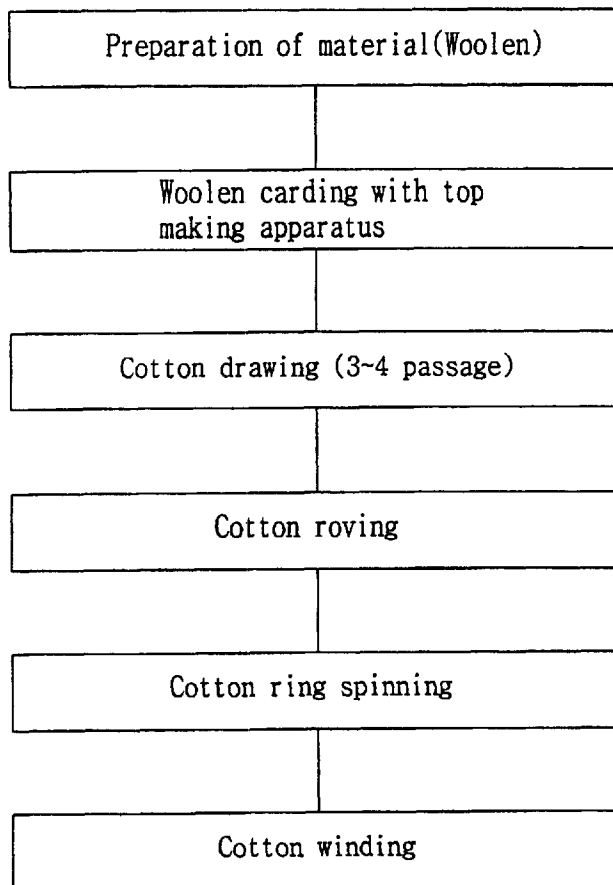 Preparation of material(Woolen)
Woolen carding with top
making apparatus
Cotton drawing (3~4 passage)
Cotton roving
Cotton ring spinning
Cotton winding